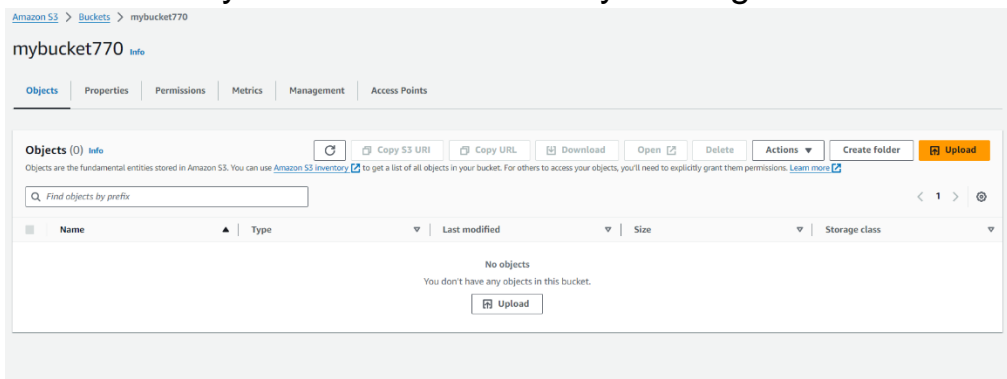 Amazon S3 > Buckets > mybucket770
mybucket770 Info
Objects Properties Permissions Metrics Management Access Points
Objects (0) Info
Copy S3 URI Copy URL Download Open Delete Actions Create folder Upload
Objects are the fundamental entities stored in Amazon S3. You can use Amazon S3 inventory to get a list of all objects in your bucket. For others to access your objects, you'll need to explicitly grant them permissions. Learn more
Find objects by prefix
1
Name Type Last modified Size Storage class
No objects
You don't have any objects in this bucket.
Upload